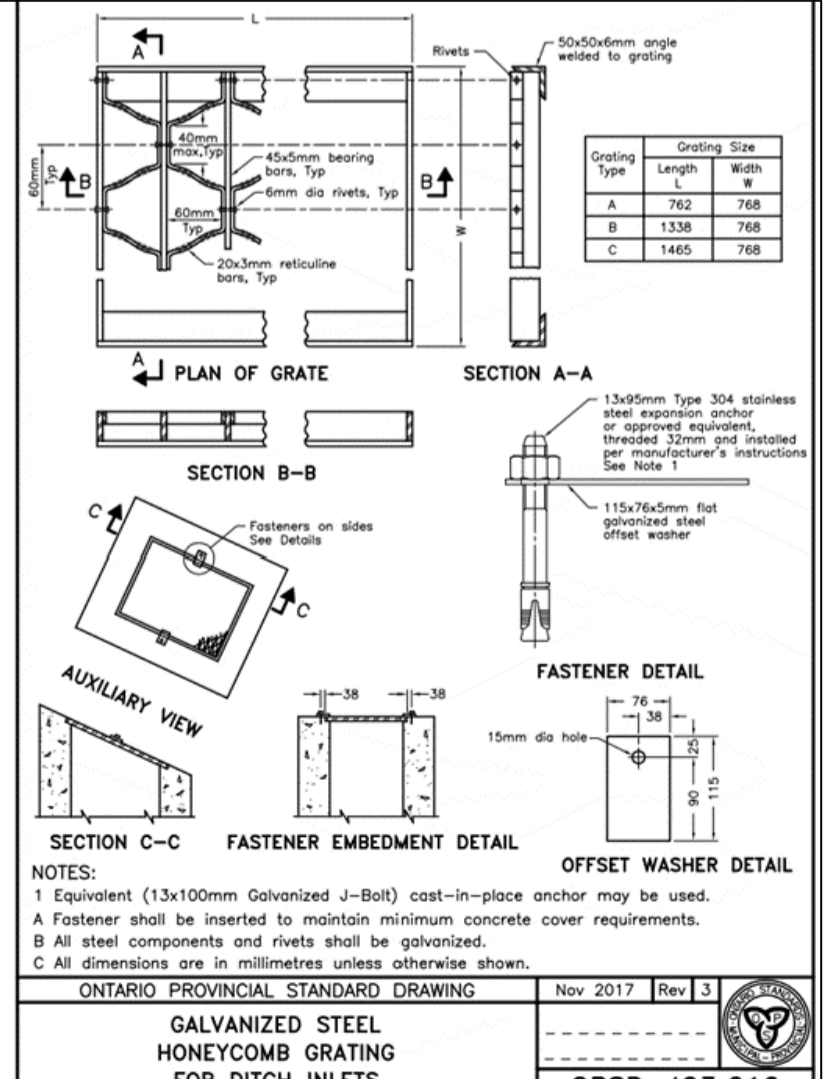 L
A
Rivets
50x50x6mm angle
welded to grating
40mm
max,Typ
60mm
Typ
B
45x5mm bearing
bars, Typ
B
6mm dia rivets, Typ
60mm
Typ
W
20x3mm reticuline
bars, Typ
Grating Type
Grating Size
Length L
Width W
A 762 768
B 1338 768
C 1465 768
A
PLAN OF GRATE
SECTION A-A
SECTION B-B
13x95mm Type 304 stainless
steel expansion anchor
or approved equivalent,
threaded 32mm and installed
per manufacturer's instructions
See Note 1
115x76x5mm flat
galvanized steel
offset washer
C
Fasteners on sides
See Details
C
AUXILIARY VIEW
FASTENER DETAIL
38
38
76
38
15mm dia hole
25
90
115
SECTION C-C
FASTENER EMBEDMENT DETAIL
OFFSET WASHER DETAIL
NOTES:
1 Equivalent (13x100mm Galvanized J-Bolt) cast-in-place anchor may be used.
A Fastener shall be inserted to maintain minimum concrete cover requirements.
B All steel components and rivets shall be galvanized.
C All dimensions are in millimetres unless otherwise shown.
ONTARIO PROVINCIAL STANDARD DRAWING
Nov 2017 Rev 3
GALVANIZED STEEL
HONEYCOMB GRATING
FOR DITCH INLETS
ONTARIO STANDARDS
MUNICIPAL - PROVINCIAL
O P S